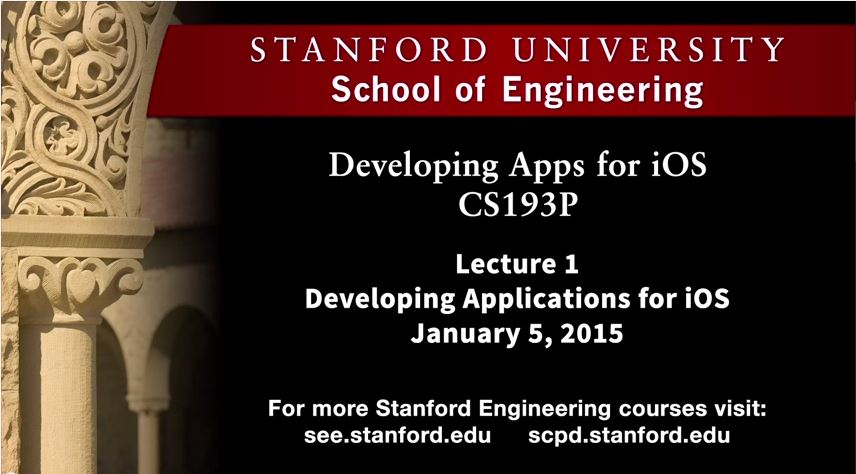 STANFORD UNIVERSITY
School of Engineering
Developing Apps for iOS
CS193P
Lecture 1
Developing Applications for iOS
January 5, 2015
For more Stanford Engineering courses visit:
see.stanford.edu scpd.stanford.edu